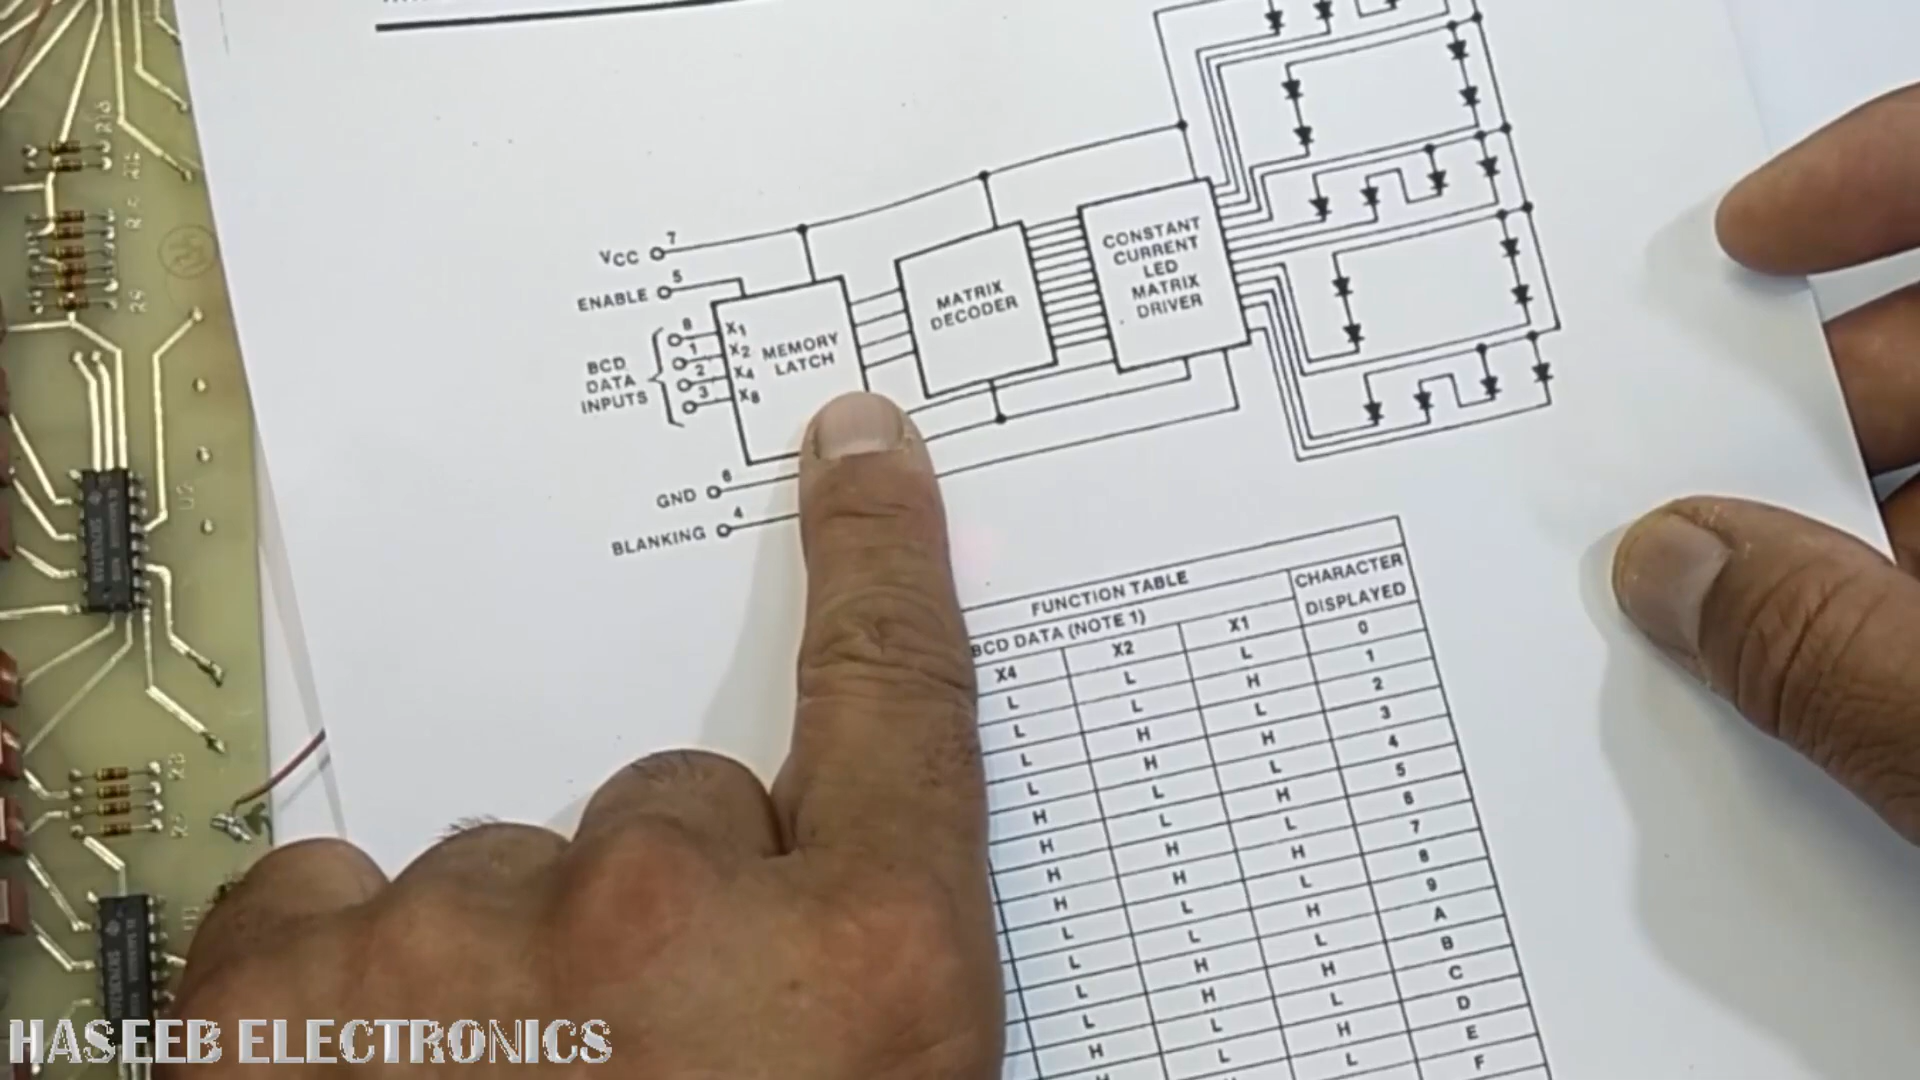 VCC 7
ENABLE 5
BCD
DATA
INPUTS
8 X1
1 X2
2 X4
3 X8
MEMORY
LATCH
MATRIX
DECODER
CONSTANT
CURRENT
LED
MATRIX
DRIVER
GND 6
BLANKING 4
FUNCTION TABLE
BCD DATA (NOTE 1)
CHARACTER
DISPLAYED
X4 X2 X1
L L L 0
L L H 1
L H L 2
L H H 3
H L L 4
H L H 5
H H L 6
H H H 7
L L L 8
L L H 9
L H L A
L H H B
H L L C
H L H D
H L E
F
U2
HASEEB ELECTRONICS